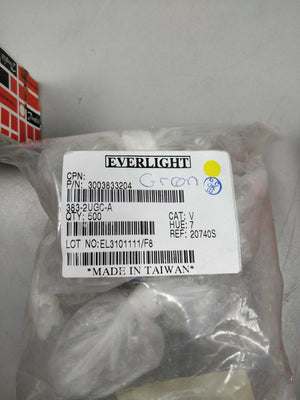 EVERLIGHT
CPN:
P/N: 3003833204
Green
383-2UGC-A
QTY: 500
CAT: V
HUE: 7
REF: 20740S
LOT NO:EL3101111/F8
*MADE IN TAIWAN*